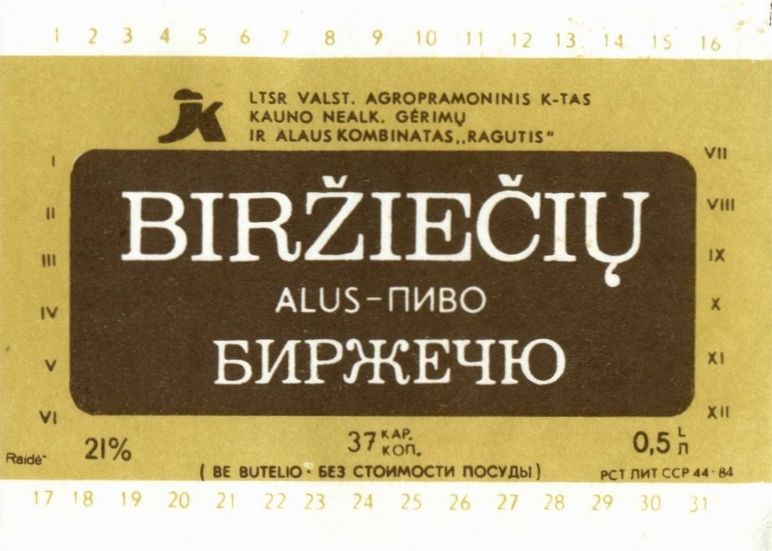 1 2 3 4 5 6 7 8 9 10 11 12 13 14 15 16
K
LTSR VALST. AGROPRAMONINIS K-TAS
KAUNO NEALK. GĖRIMŲ
IR ALAUS KOMBINATAS „RAGUTIS"
I
II
III
IV
V
VI
BIRŽIEČIŲ
ALUS-ПИВО
БИРЖЕЧЮ
VII
VIII
IX
X
XI
XII
Raidė
21%
37 КАР. КОП.
0,5 L Л
(BE BUTELIO · БЕЗ СТОИМОСТИ ПОСУДЫ)
РСТ ЛИТ ССР 44·84
17 18 19 20 21 22 23 24 25 26 27 28 29 30 31